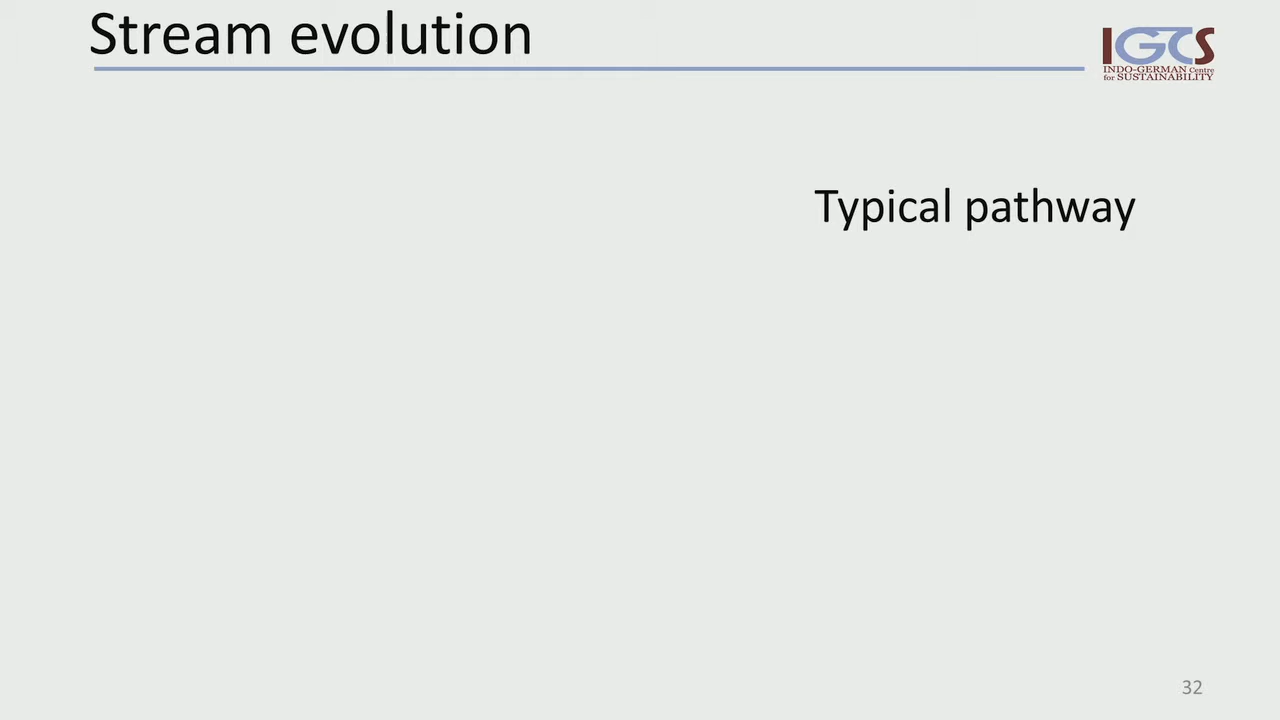 Stream evolution
IGCS
INDO-GERMAN Centre
for SUSTAINABILITY
Typical pathway
32